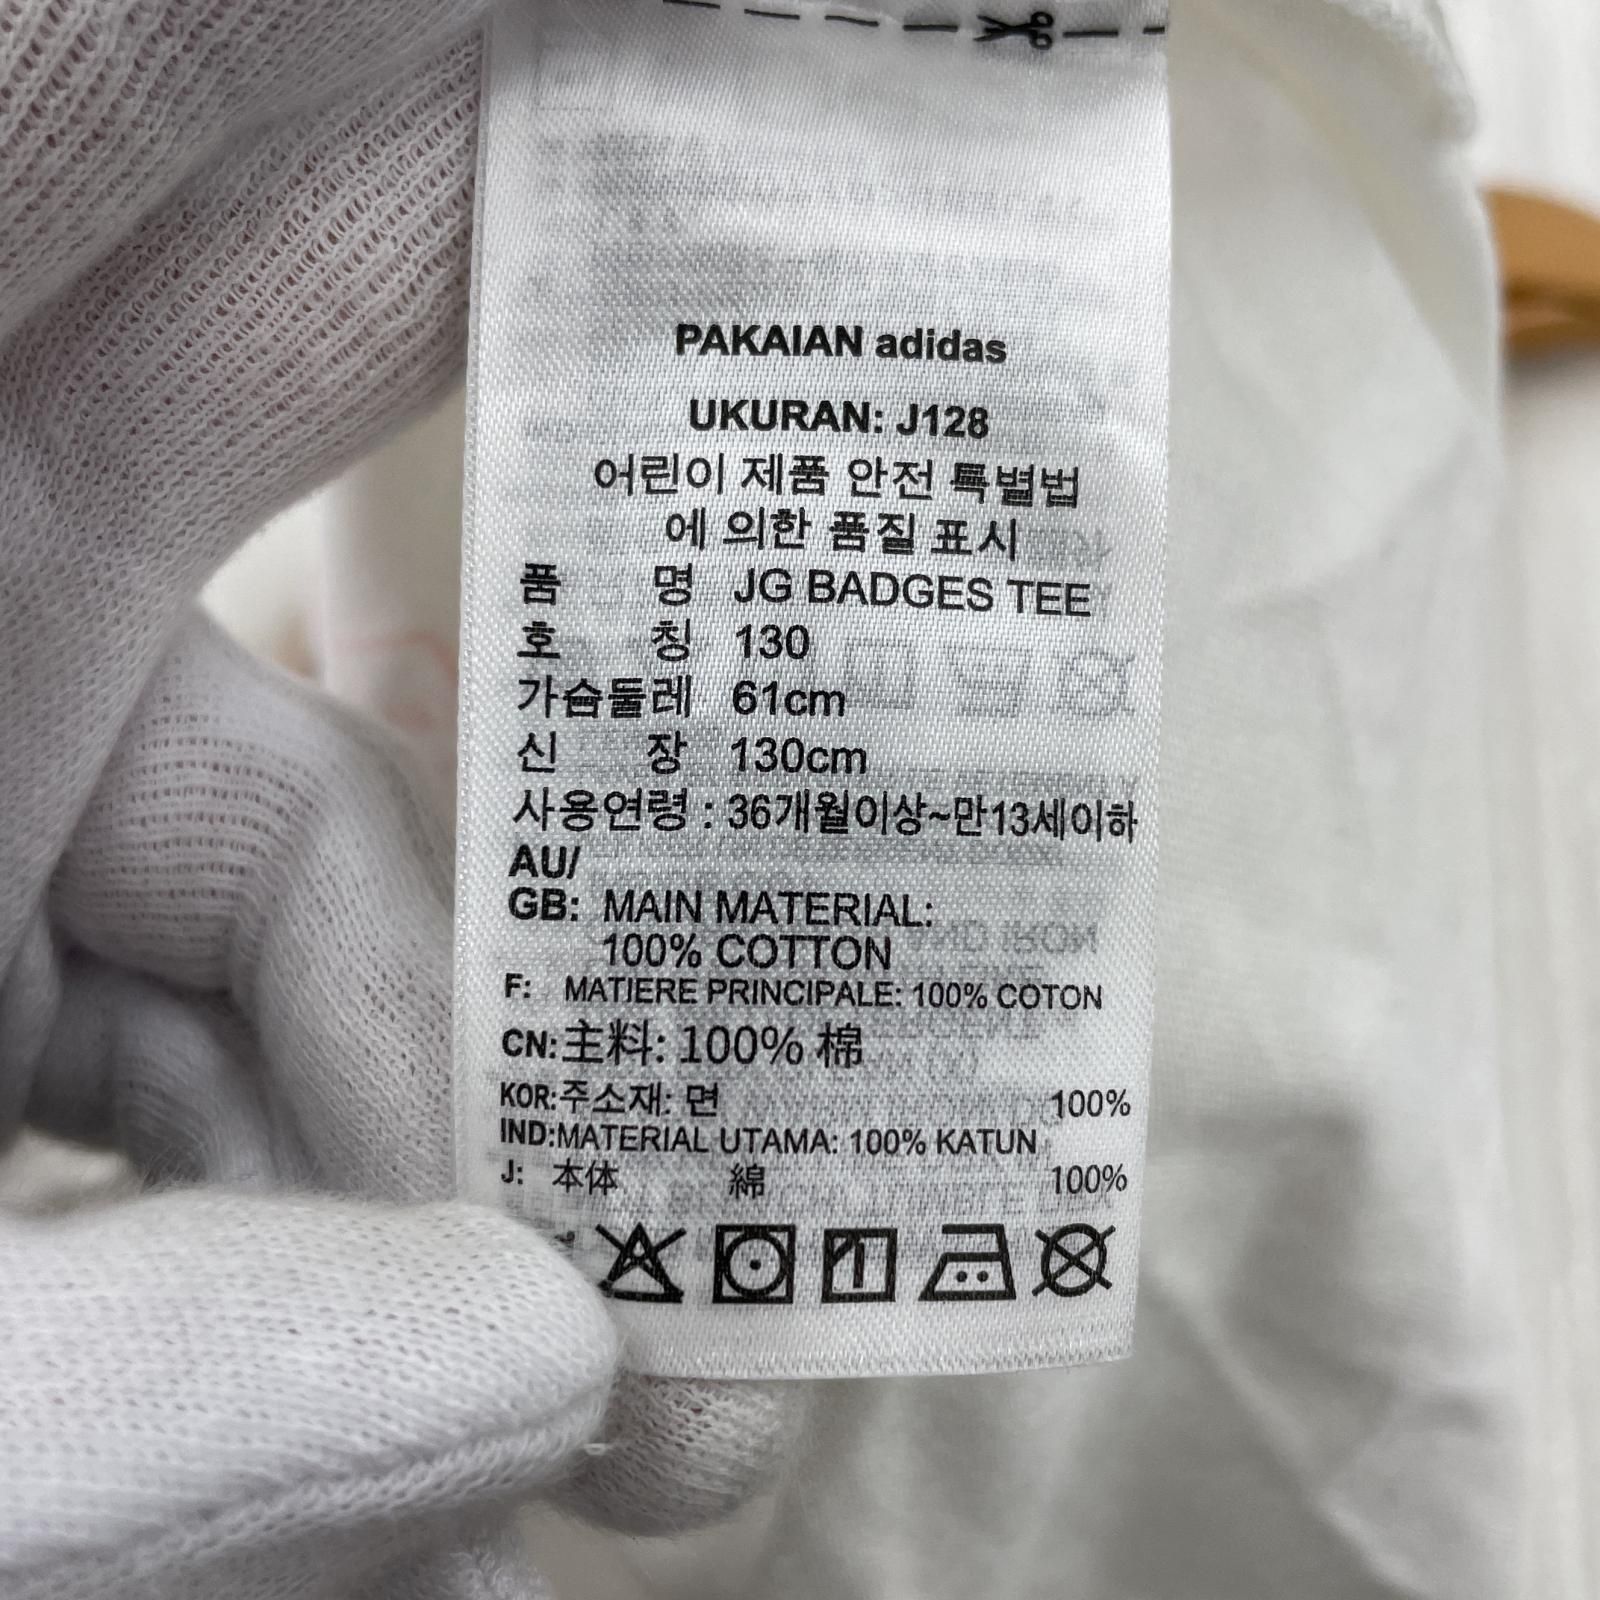 PAKAIAN adidas
UKURAN: J128
어린이 제품 안전 특별법
에 의한 품질 표시
품 명 JG BADGES TEE
호 칭 130
가슴둘레 61cm
신 장 130cm
사용연령 : 36개월이상~만13세이하
AU/
GB: MAIN MATERIAL:
100% COTTON
F: MATIERE PRINCIPALE: 100% COTON
CN: 主料: 100% 棉
KOR:주소재: 면 100%
IND:MATERIAL UTAMA: 100% KATUN
J: 本体 綿 100%